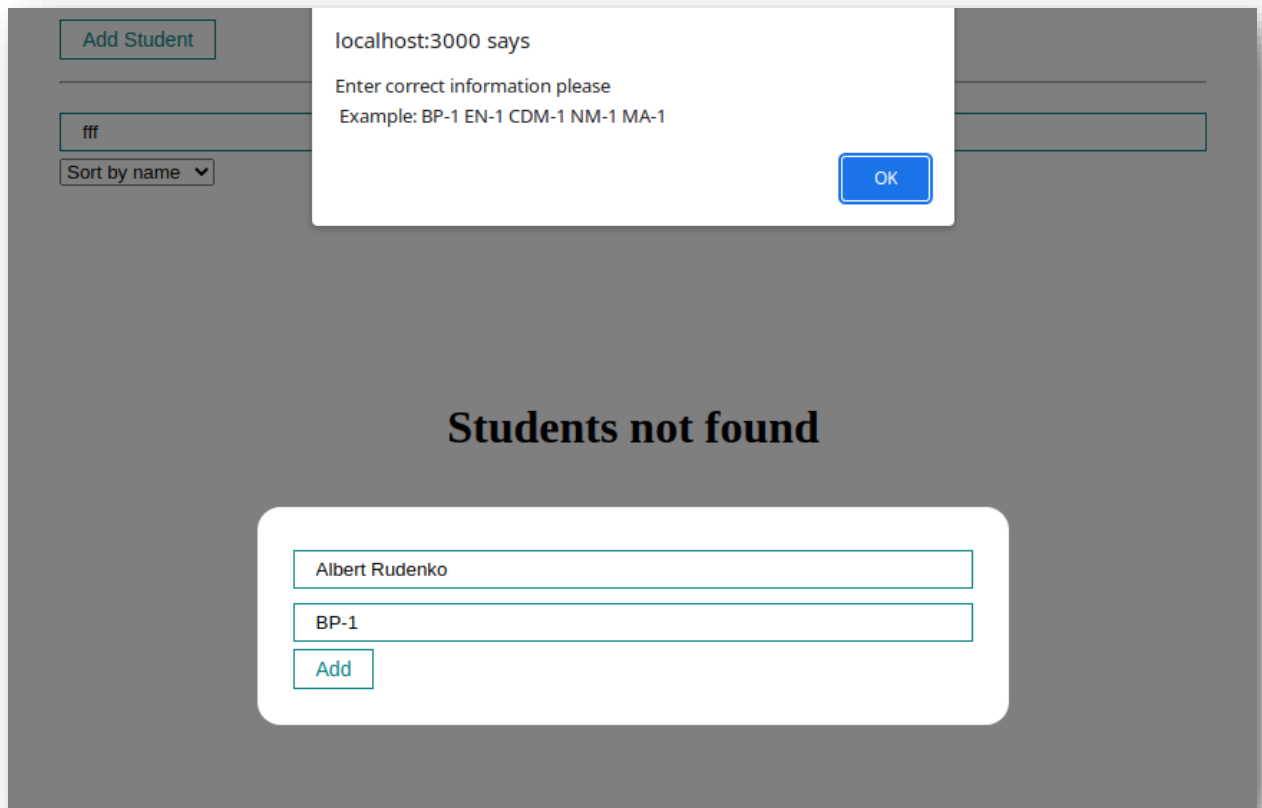 Add Student
localhost:3000 says
Enter correct information please
Example: BP-1 EN-1 CDM-1 NM-1 MA-1
OK
fff
Sort by name
Students not found
Albert Rudenko
BP-1
Add